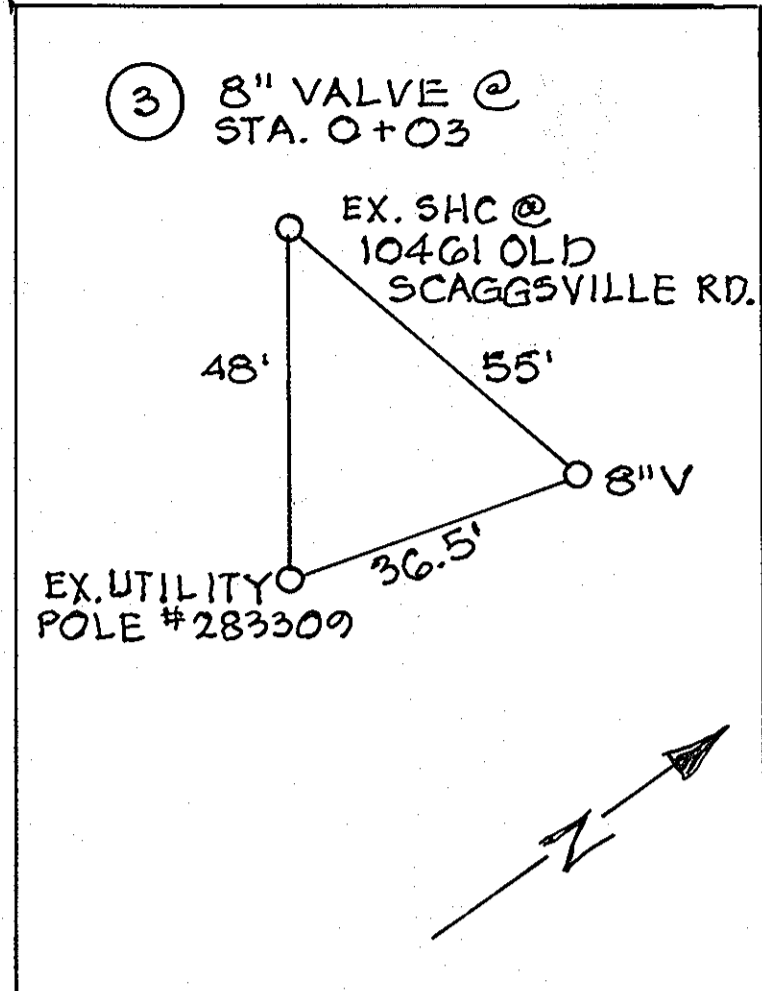 3 8" VALVE @
STA. 0+03
EX. SHC @
10461 OLD
SCAGGSVILLE RD.
48'
55'
8"V
36.5'
EX. UTILITY
POLE #283309
N